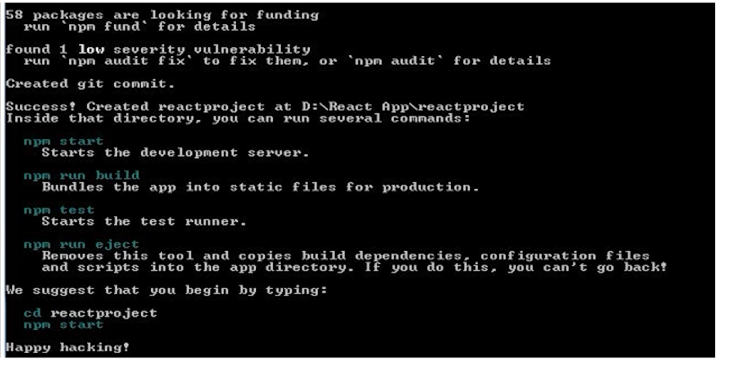 58 packages are looking for funding
run `npm fund` for details
found 1 low severity vulnerability
run `npm audit fix` to fix them, or `npm audit` for details
Created git commit.
Success! Created reactproject at D:\React App\reactproject
Inside that directory, you can run several commands:
npm start
Starts the development server.
npm run build
Bundles the app into static files for production.
npm test
Starts the test runner.
npm run eject
Removes this tool and copies build dependencies, configuration files
and scripts into the app directory. If you do this, you can't go back!
We suggest that you begin by typing:
cd reactproject
npm start
Happy hacking!